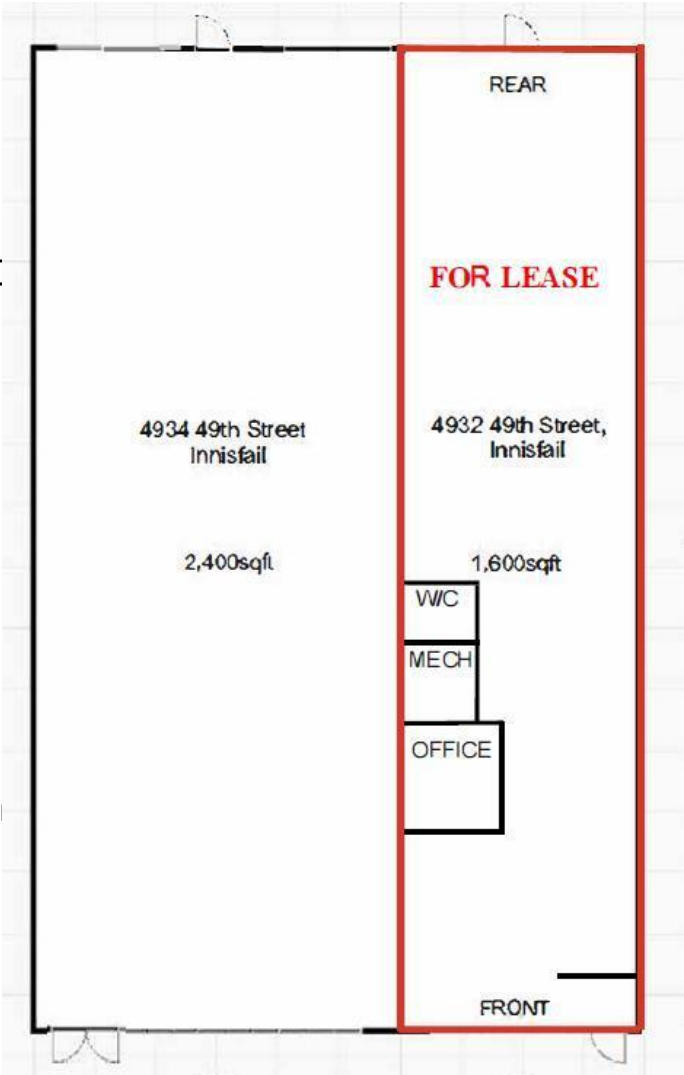 REAR
FOR LEASE
4934 49th Street
Innisfail
4932 49th Street,
Innisfail
2,400sqft
1,600sqft
W/C
MECH
OFFICE
FRONT